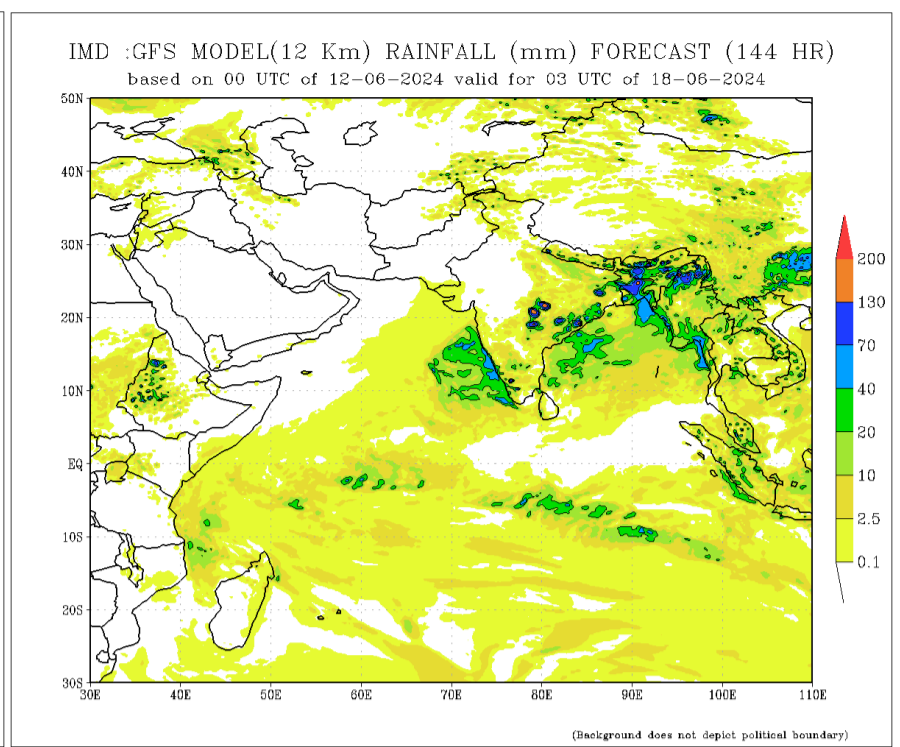 IMD :GFS MODEL(12 Km) RAINFALL (mm) FORECAST (144 HR)
based on 00 UTC of 12-06-2024 valid for 03 UTC of 18-06-2024
50N
40N
30N
20N
10N
EQ
10S
20S
30S
30E 40E 50E 60E 70E 80E 90E 100E 110E
200
130
70
40
20
10
2.5
0.1
(Background does not depict political boundary)